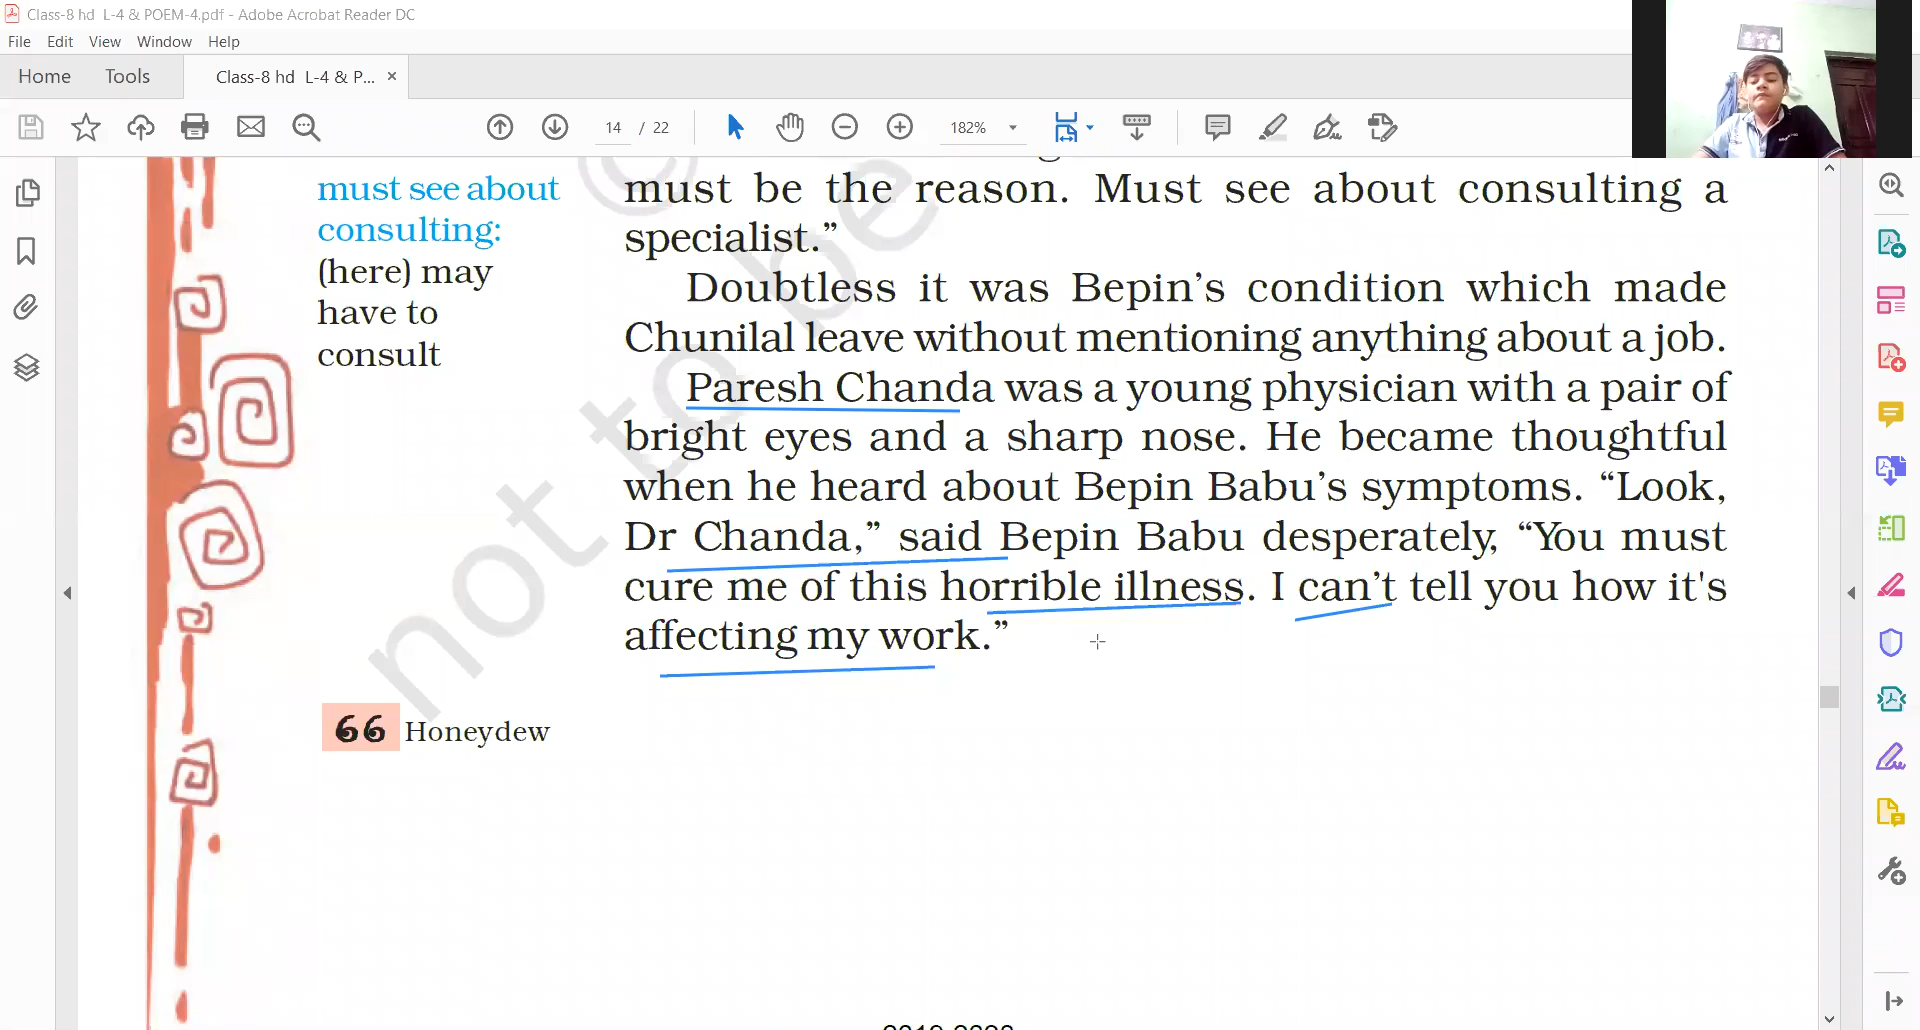 Class-8 hd L-4 & POEM-4.pdf - Adobe Acrobat Reader DC
File Edit View Window Help
Home Tools Class-8 hd L-4 & P... ×
14 / 22 182%
must see about
consulting:
(here) may
have to
consult
must be the reason. Must see about consulting a
specialist.”
Doubtless it was Bepin’s condition which made
Chunilal leave without mentioning anything about a job.
Paresh Chanda was a young physician with a pair of
bright eyes and a sharp nose. He became thoughtful
when he heard about Bepin Babu’s symptoms. “Look,
Dr Chanda,” said Bepin Babu desperately, “You must
cure me of this horrible illness. I can’t tell you how it's
affecting my work.”
©
not to be
66 Honeydew